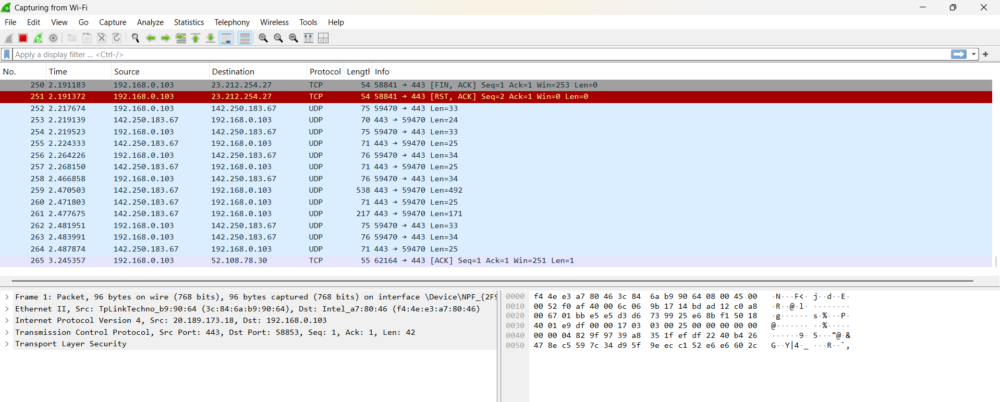 Capturing from Wi-Fi
File Edit View Go Capture Analyze Statistics Telephony Wireless Tools Help
Apply a display filter ... <Ctrl-/>
No. Time Source Destination Protocol Length Info
250 2.191183 192.168.0.103 23.212.254.27 TCP 54 58841 → 443 [FIN, ACK] Seq=1 Ack=1 Win=253 Len=0
251 2.191372 192.168.0.103 23.212.254.27 TCP 54 58841 → 443 [RST, ACK] Seq=2 Ack=1 Win=0 Len=0
252 2.217674 192.168.0.103 142.250.183.67 UDP 75 59470 → 443 Len=33
253 2.219139 142.250.183.67 192.168.0.103 UDP 70 443 → 59470 Len=24
254 2.219523 192.168.0.103 142.250.183.67 UDP 75 59470 → 443 Len=33
255 2.224333 142.250.183.67 192.168.0.103 UDP 71 443 → 59470 Len=25
256 2.264226 192.168.0.103 142.250.183.67 UDP 76 59470 → 443 Len=34
257 2.268150 142.250.183.67 192.168.0.103 UDP 71 443 → 59470 Len=25
258 2.466858 192.168.0.103 142.250.183.67 UDP 76 59470 → 443 Len=34
259 2.470503 142.250.183.67 192.168.0.103 UDP 538 443 → 59470 Len=492
260 2.471803 142.250.183.67 192.168.0.103 UDP 71 443 → 59470 Len=25
261 2.477675 142.250.183.67 192.168.0.103 UDP 217 443 → 59470 Len=171
262 2.481951 192.168.0.103 142.250.183.67 UDP 75 59470 → 443 Len=33
263 2.483991 192.168.0.103 142.250.183.67 UDP 76 59470 → 443 Len=34
264 2.487874 142.250.183.67 192.168.0.103 UDP 71 443 → 59470 Len=25
265 3.245357 192.168.0.103 52.108.78.30 TCP 55 62164 → 443 [ACK] Seq=1 Ack=1 Win=251 Len=1
Frame 1: Packet, 96 bytes on wire (768 bits), 96 bytes captured (768 bits) on interface \Device\NPF_{2F9
Ethernet II, Src: TpLinkTechno_b9:90:64 (3c:84:6a:b9:90:64), Dst: Intel_a7:80:46 (f4:4e:e3:a7:80:46)
Internet Protocol Version 4, Src: 20.189.173.18, Dst: 192.168.0.103
Transmission Control Protocol, Src Port: 443, Dst Port: 58853, Seq: 1, Ack: 1, Len: 42
Transport Layer Security
0000 f4 4e e3 a7 80 46 3c 84 6a b9 90 64 08 00 45 00 ·N···F<· j··d··E·
0010 00 52 f0 af 40 00 6c 06 9b 17 14 bd ad 12 c0 a8 ·R··@·l· ········
0020 00 67 01 bb e5 e5 d3 d6 73 99 25 e6 8b f1 50 18 ·g······ s·%···P·
0030 40 01 e9 df 00 00 17 03 03 00 25 00 00 00 00 00 @······· ··%·····
0040 00 00 04 82 9f 97 39 a8 35 1f ef df 22 40 b4 26 ······9· 5···"@·&
0050 47 8e c5 59 7c 34 d9 5f 9e ec c1 52 e6 e6 60 2c G··Y|4·_ ···R··`,